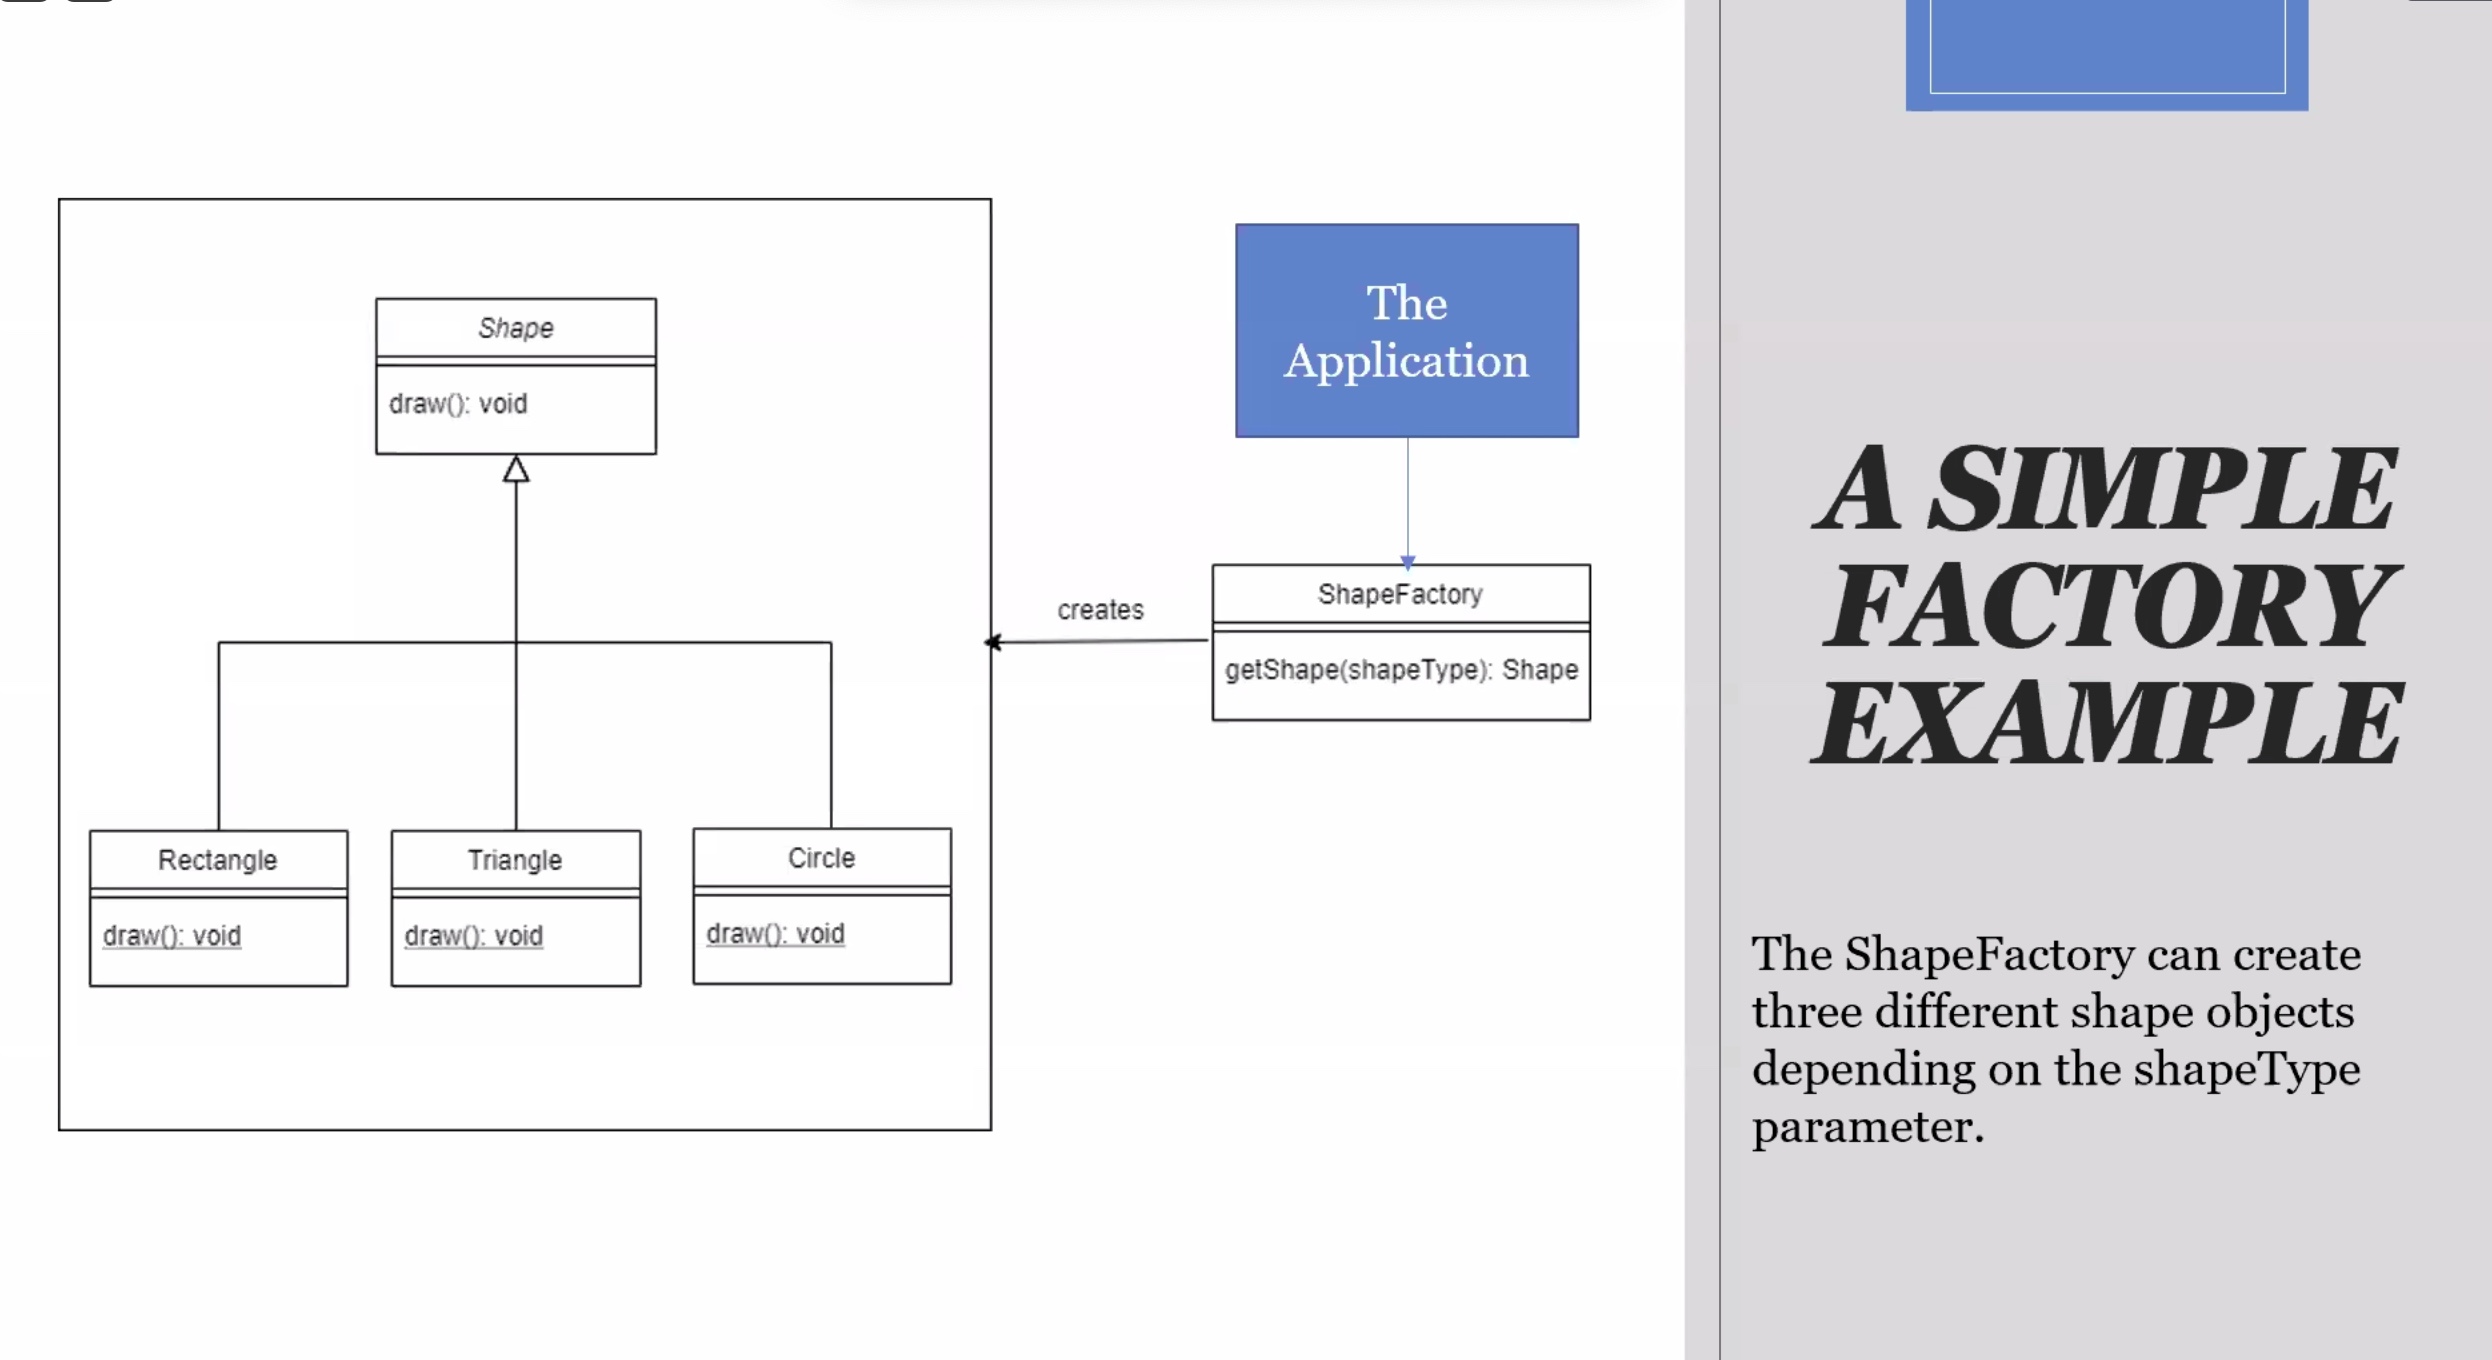 Shape
draw(): void
Rectangle
draw(): void
Triangle
draw(): void
Circle
draw(): void
creates
The
Application
ShapeFactory
getShape(shapeType): Shape
A SIMPLE
FACTORY
EXAMPLE
The ShapeFactory can create
three different shape objects
depending on the shapeType
parameter.